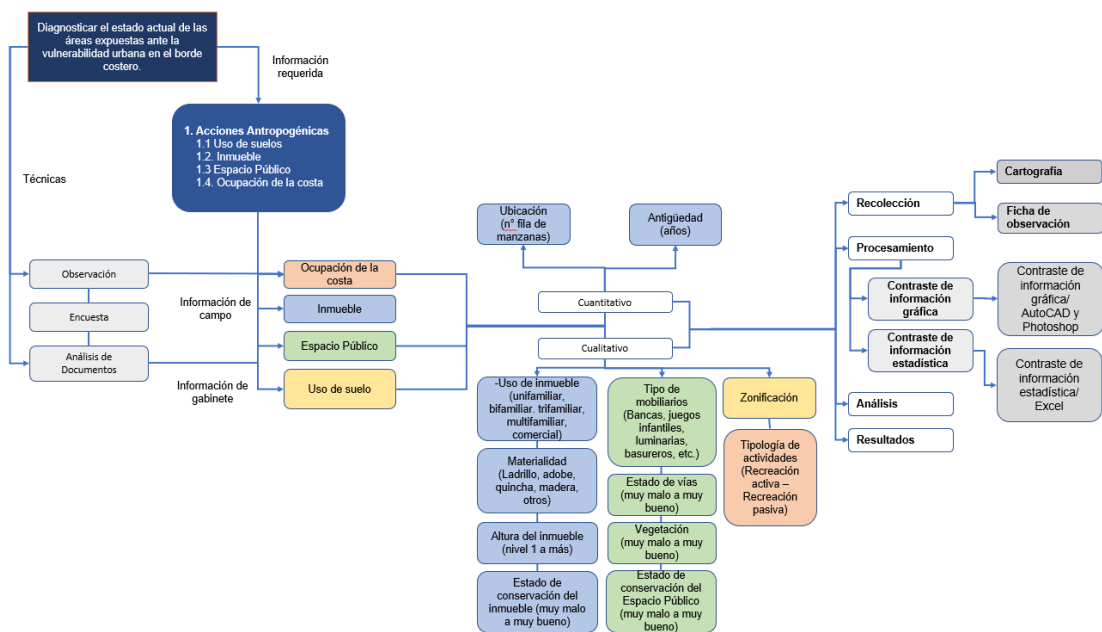 Diagnosticar el estado actual de las
áreas expuestas ante la
vulnerabilidad urbana en el borde
costero.
Información
requerida
1. Acciones Antropogénicas
1.1 Uso de suelos
1.2. Inmueble
1.3 Espacio Público
1.4. Ocupación de la costa
Técnicas
Observación
Encuesta
Análisis de
Documentos
Información de
campo
Información de
gabinete
Ocupación de la
costa
Inmueble
Espacio Público
Uso de suelo
Ubicación
(n° fila de
manzanas)
Antigüedad
(años)
Cuantitativo
Cualitativo
-Uso de inmueble
(unifamiliar,
bifamiliar. trifamiliar,
multifamiliar,
comercial)
Materialidad
(Ladrillo, adobe,
quincha, madera,
otros)
Altura del inmueble
(nivel 1 a más)
Estado de
conservación del
inmueble (muy malo
a muy bueno)
Tipo de
mobiliarios
(Bancas, juegos
infantiles,
luminarias,
basureros, etc.)
Estado de vías
(muy malo a muy
bueno)
Vegetación
(muy malo a muy
bueno)
Estado de
conservación del
Espacio Público
(muy malo a muy
bueno)
Zonificación
Tipología de
actividades
(Recreación
activa –
Recreación
pasiva)
Recolección
Procesamiento
Contraste de
información
gráfica
Contraste de
información
estadística
Análisis
Resultados
Cartografia
Ficha de
observación
Contraste de
información
gráfica/
AutoCAD y
Photoshop
Contraste de
información
estadística/
Excel